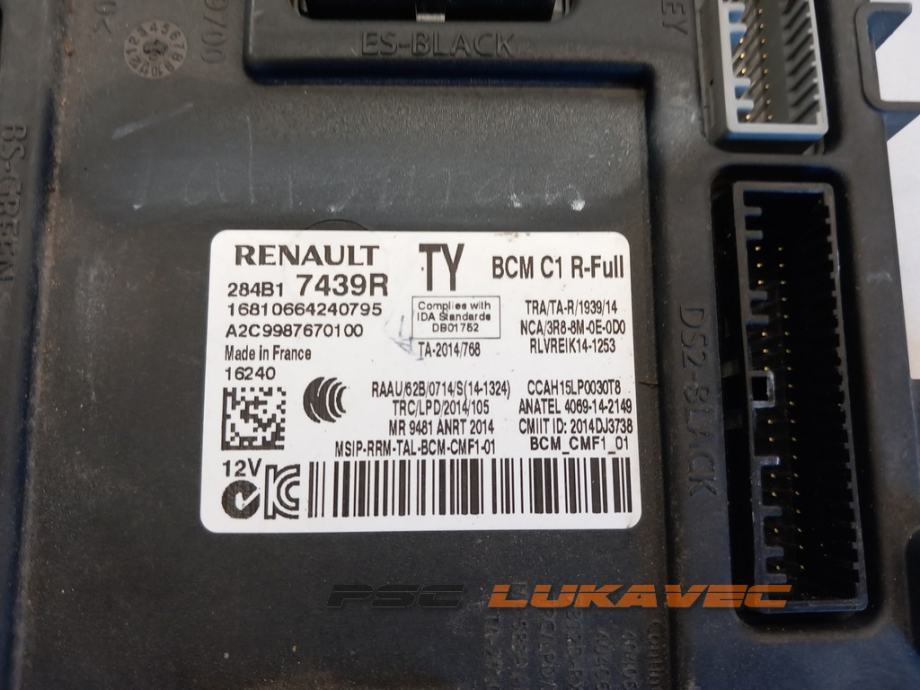 9700
ES-BLACK
EY
BS-GREEN
RENAULT TY BCM C1 R-Full
284B1 7439R
16810664240795
A2C9987670100
Made in France
16240
Complies with
IDA Standards
DB01752
TA-2014/768
TRA/TA-R/1939/14
NCA/3R8-8M-0E-0D0
RLVREIK14-1253
RAAU/62B/0714/S(14-1324) CCAH15LP0030T8
TRC/LPD/2014/105 ANATEL 4069-14-2149
MR 9481 ANRT 2014 CMIIT ID: 2014DJ3738
MSIP-RRM-TAL-BCM-CMF1-01 BCM_CMF1_01
12V
DS2-BLACK
PSC LUKAVEC